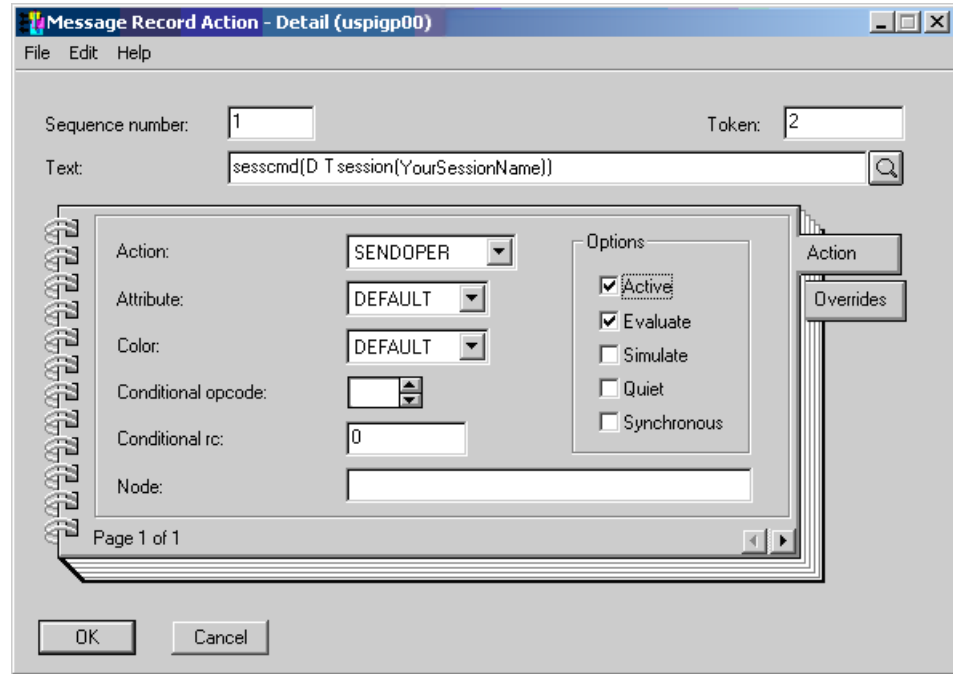 Message Record Action - Detail (uspigp00)
File Edit Help
Sequence number: 1 Token: 2
Text: sesscmd(D T session(YourSessionName))
Action: SENDOPER Options Action
Active
Attribute: DEFAULT Overrides
Evaluate
Color: DEFAULT
Simulate
Conditional opcode: Quiet
Synchronous
Conditional rc: 0
Node:
Page 1 of 1
OK Cancel